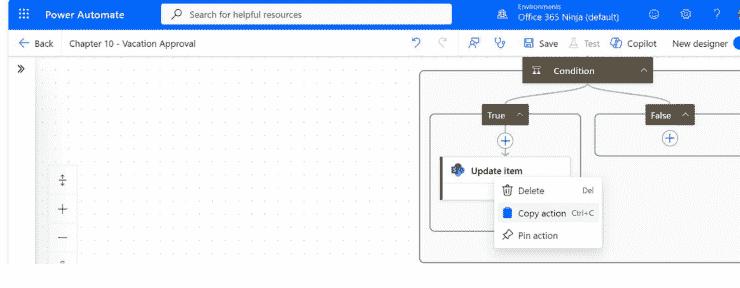 Power Automate
Search for helpful resources
Environments
Office 365 Ninja (default)
?
Back
Chapter 10 - Vacation Approval
Save
Test
Copilot
New designer
Condition
True
False
Update item
Delete Del
Copy action Ctrl+C
Pin action